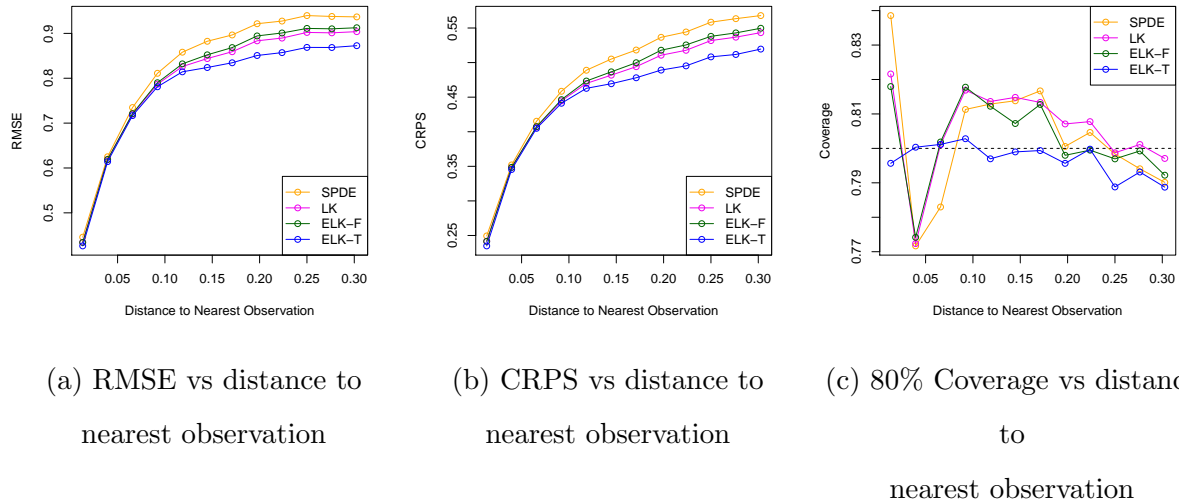 RMSE
0.9
0.8
0.7
0.6
0.5
0.05 0.10 0.15 0.20 0.25 0.30
Distance to Nearest Observation
SPDE
LK
ELK−F
ELK−T
CRPS
0.55
0.45
0.35
0.25
0.05 0.10 0.15 0.20 0.25 0.30
Distance to Nearest Observation
SPDE
LK
ELK−F
ELK−T
Coverage
0.83
0.81
0.79
0.77
0.05 0.10 0.15 0.20 0.25 0.30
Distance to Nearest Observation
SPDE
LK
ELK−F
ELK−T
(a) RMSE vs distance to
nearest observation
(b) CRPS vs distance to
nearest observation
(c) 80% Coverage vs distanc
to
nearest observation